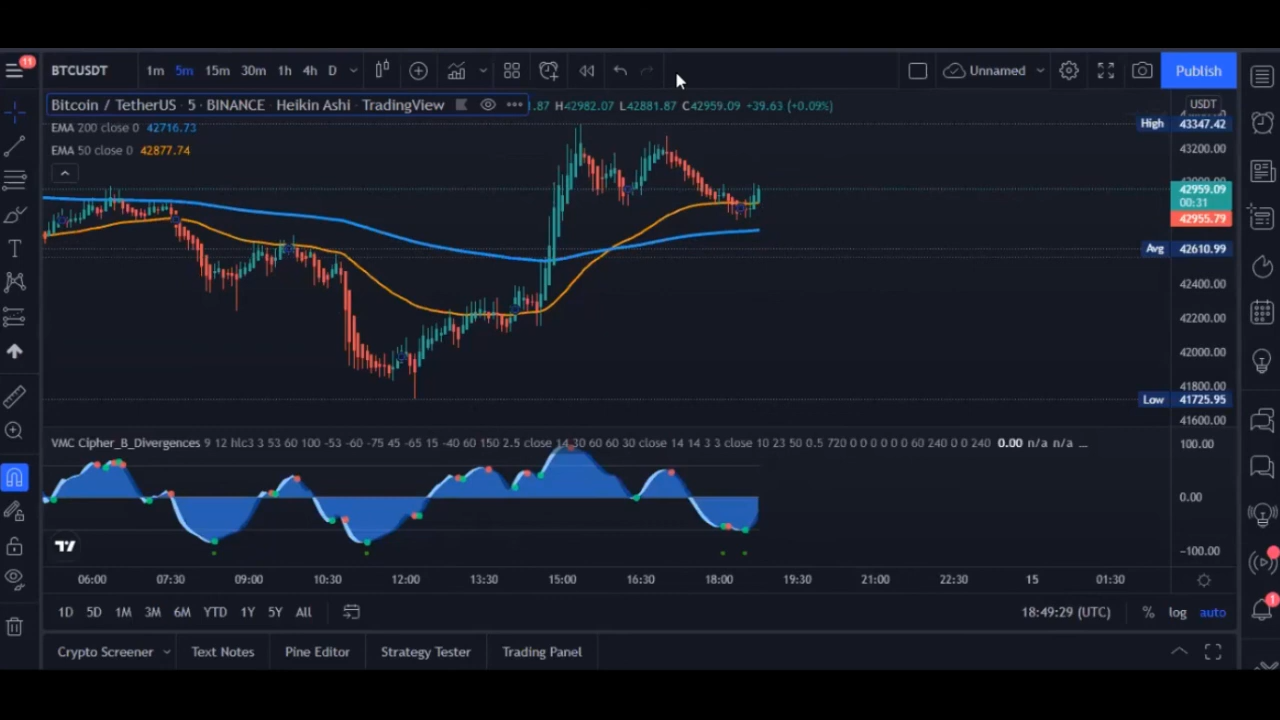 11
BTCUSDT 1m 5m 15m 30m 1h 4h D Unnamed Publish
Bitcoin / TetherUS · 5 · BINANCE · Heikin Ashi · TradingView 1.87 H42982.07 L42881.87 C42959.09 +39.63 (+0.09%)
USDT
EMA 200 close 0 42716.73
High 43347.42
EMA 50 close 0 42877.74
43200.00
42959.09
00:31
42955.79
Avg 42610.99
42400.00
42200.00
42000.00
41800.00
Low 41725.95
41600.00
VMC Cipher_B_Divergences 9 12 hlc3 3 53 60 100 -53 -60 -75 45 -65 15 -40 60 150 2.5 close 14 30 60 60 30 close 14 14 3 3 close 10 23 50 0.5 720 0 0 0 0 0 0 60 240 0 0 240 0.00 n/a n/a ...
100.00
0.00
−100.00
06:00 07:30 09:00 10:30 12:00 13:30 15:00 16:30 18:00 19:30 21:00 22:30 15 01:30
1D 5D 1M 3M 6M YTD 1Y 5Y All 18:49:29 (UTC) % log auto
1
Crypto Screener Text Notes Pine Editor Strategy Tester Trading Panel